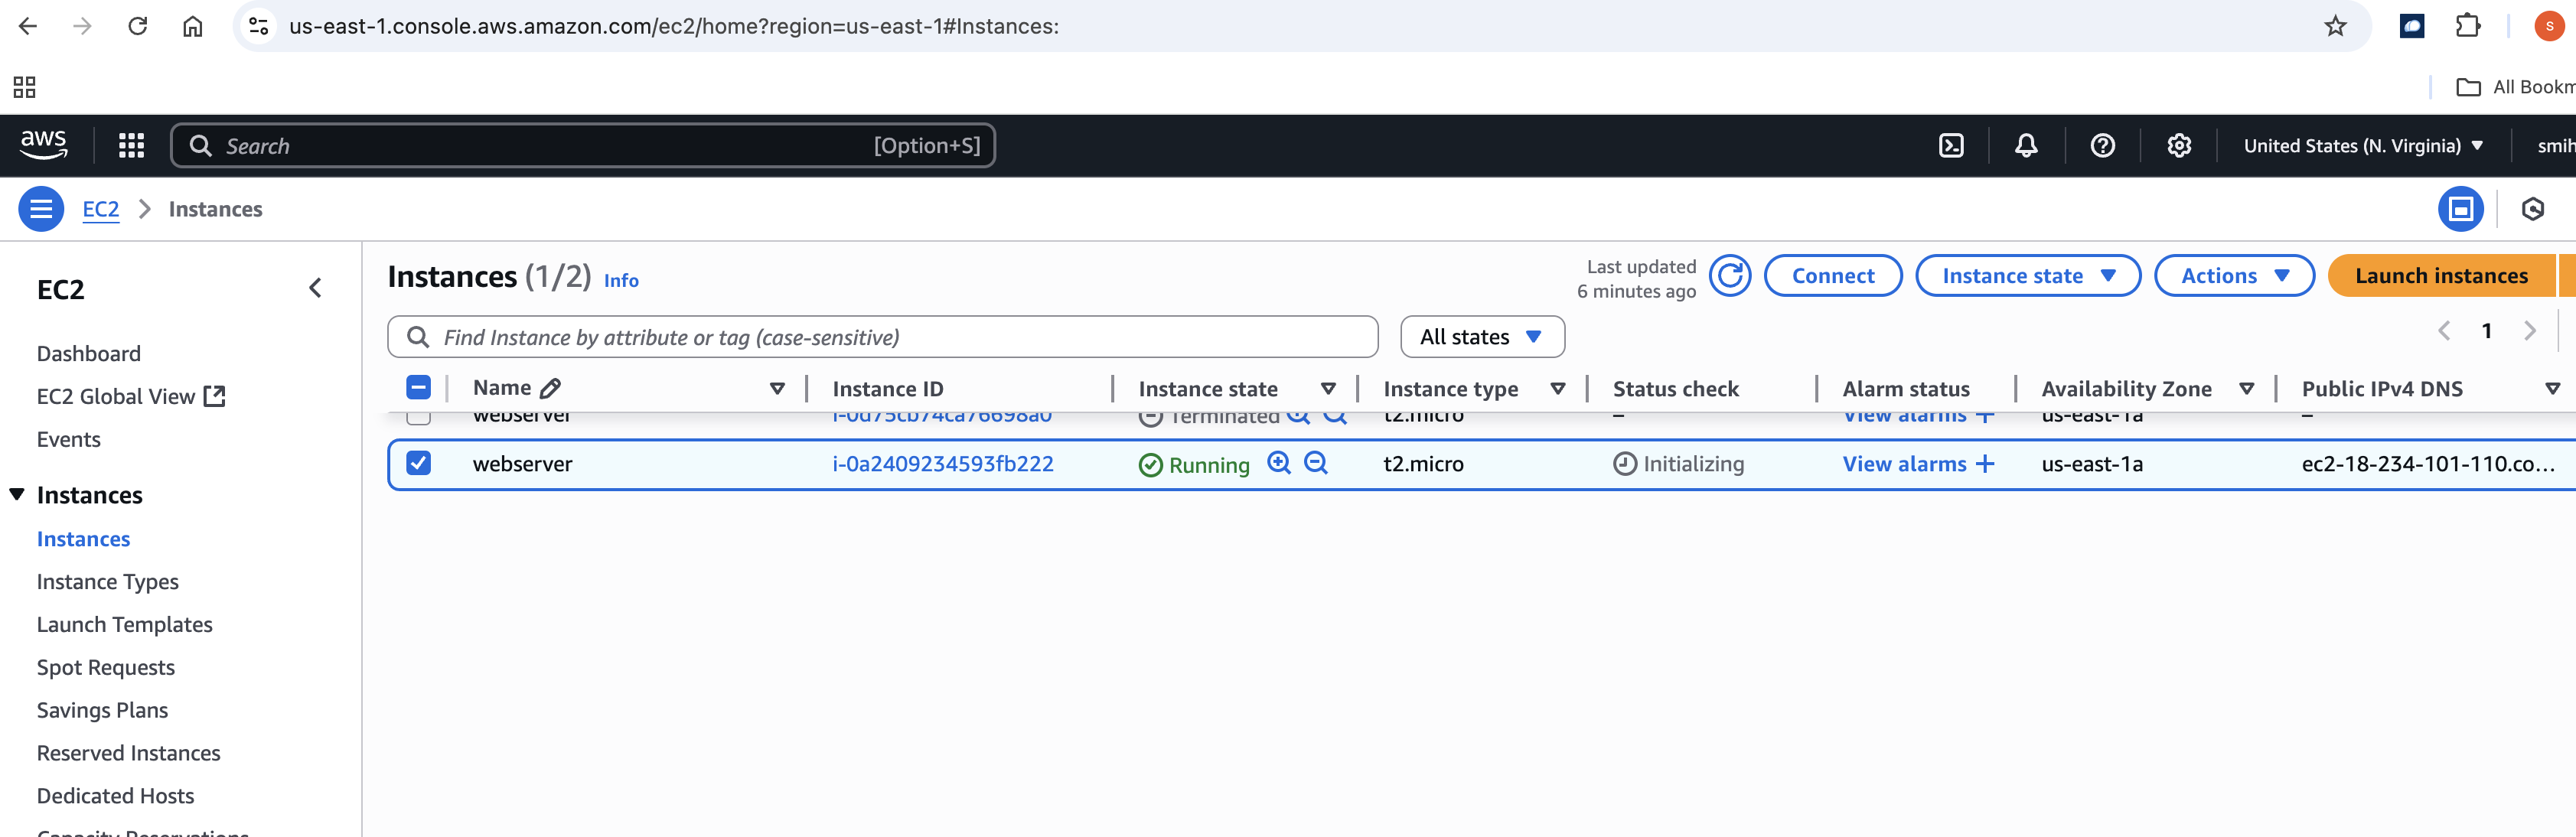 us-east-1.console.aws.amazon.com/ec2/home?region=us-east-1#Instances:
S
All Bookm
aws
Search [Option+S]
United States (N. Virginia)
smih
EC2 > Instances
EC2
Dashboard
EC2 Global View
Events
Instances
Instances
Instance Types
Launch Templates
Spot Requests
Savings Plans
Reserved Instances
Dedicated Hosts
Capacity Reservations
Instances (1/2) Info
Last updated
6 minutes ago
Connect
Instance state
Actions
Launch instances
Find Instance by attribute or tag (case-sensitive)
All states
1
Name Instance ID Instance state Instance type Status check Alarm status Availability Zone Public IPv4 DNS
webserver i-0d75cb74ca76698a0 Terminated t2.micro – View alarms + us-east-1a –
webserver i-0a2409234593fb222 Running t2.micro Initializing View alarms + us-east-1a ec2-18-234-101-110.co...